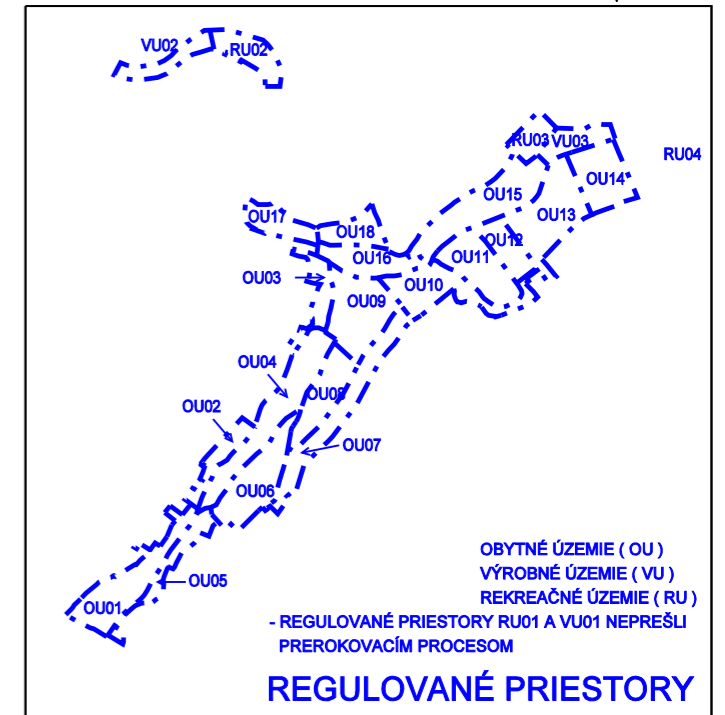 VU02
RU02
RU03
VU03
RU04
OU14
OU15
OU13
OU17
OU18
OU12
OU16
OU11
OU03
OU10
OU09
OU04
OU08
OU02
OU07
OU06
OU05
OU01
OBYTNÉ ÚZEMIE ( OU )
VÝROBNÉ ÚZEMIE ( VU )
REKREAČNÉ ÚZEMIE ( RU )
- REGULOVANÉ PRIESTORY RU01 A VU01 NEPREŠLI
PREROKOVACÍM PROCESOM
REGULOVANÉ PRIESTORY